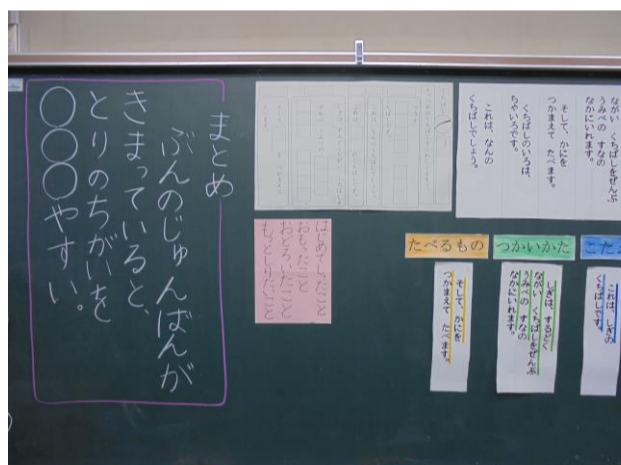 ながい くちばしをぜんぶ
うみべの すなの
なかにいれます。
そして、かにを
つかまえて たべます。
くちばしのいろは、
ちゃいろです。
これは、なんの
くちばしでしょう。
こた
つかいかた
たべるもの
これは、しぎの
くちばしです。
しぎは、するどく
ながい くちばしをぜんぶ
うみべの すなの
なかにいれます。
そして、かにを
つかまえて たべます。
はじめてしったこと
おもったこと
おどろいたこと
もっとしりたいこと
まとめ
ぶんのじゅんばんが
きまっていると、
とりのちがいを
○○○やすい。